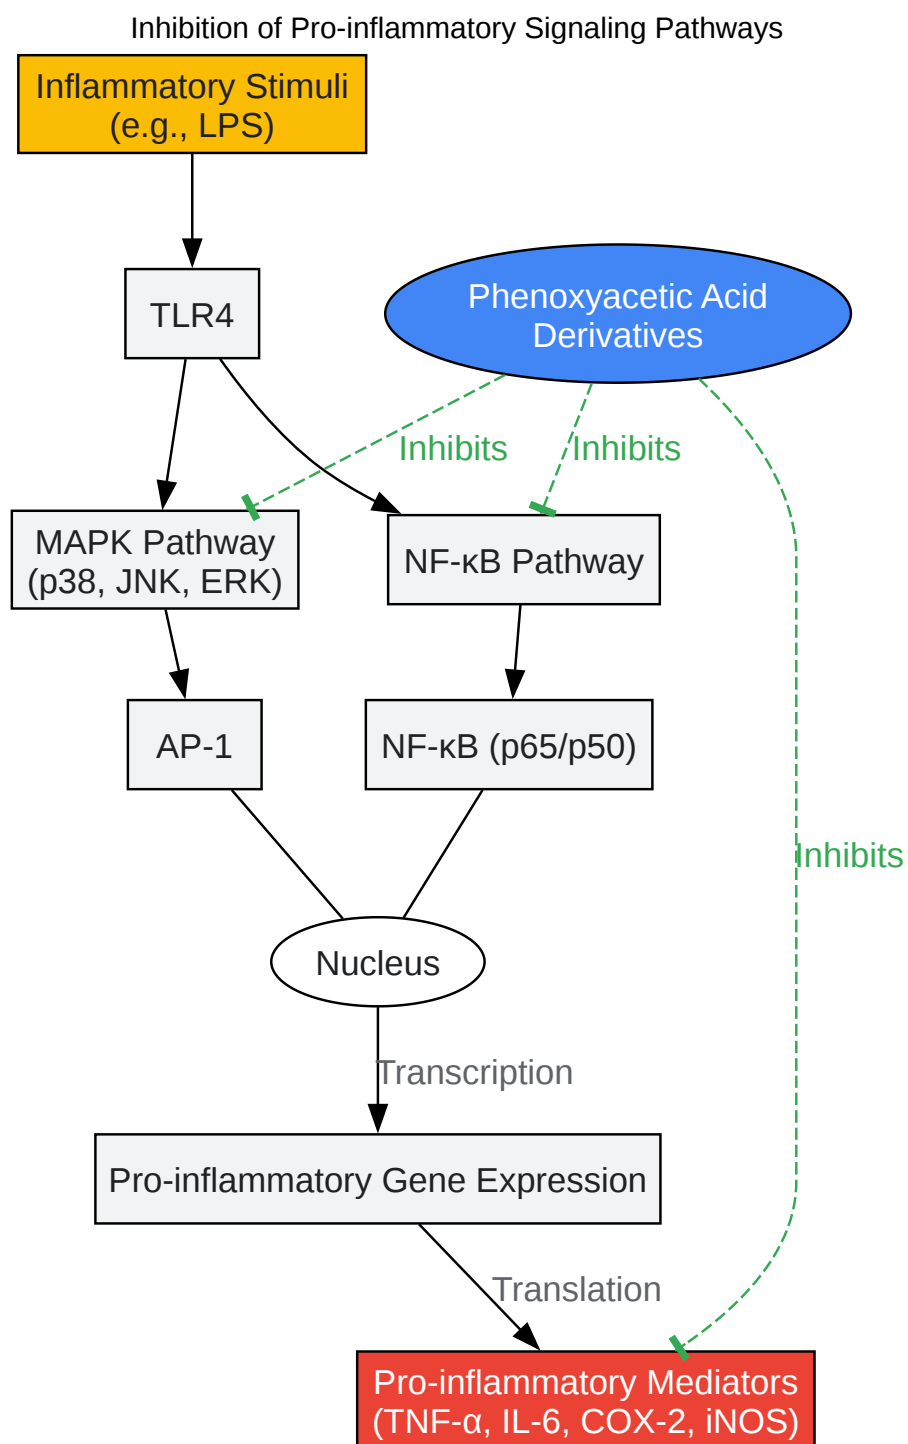 Inhibition of Pro-inflammatory Signaling Pathways
Inflammatory Stimuli
(e.g., LPS)
TLR4
Phenoxyacetic Acid
Derivatives
Inhibits
Inhibits
MAPK Pathway
(p38, JNK, ERK)
NF-κB Pathway
AP-1
NF-κB (p65/p50)
Inhibits
Nucleus
Transcription
Pro-inflammatory Gene Expression
Translation
Pro-inflammatory Mediators
(TNF-α, IL-6, COX-2, iNOS)